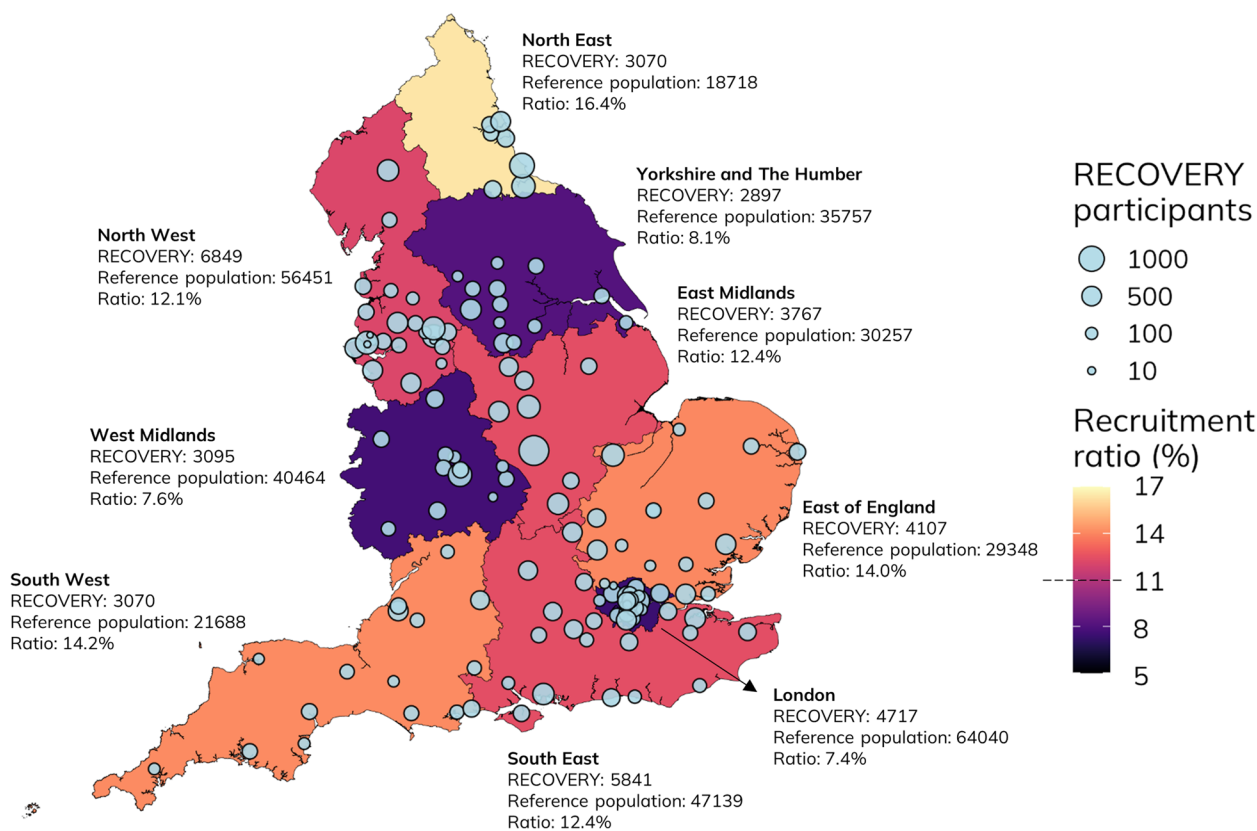 North East
RECOVERY: 3070
Reference population: 18718
Ratio: 16.4%
Yorkshire and The Humber
RECOVERY: 2897
Reference population: 35757
Ratio: 8.1%
North West
RECOVERY: 6849
Reference population: 56451
Ratio: 12.1%
East Midlands
RECOVERY: 3767
Reference population: 30257
Ratio: 12.4%
West Midlands
RECOVERY: 3095
Reference population: 40464
Ratio: 7.6%
East of England
RECOVERY: 4107
Reference population: 29348
Ratio: 14.0%
South West
RECOVERY: 3070
Reference population: 21688
Ratio: 14.2%
London
RECOVERY: 4717
Reference population: 64040
Ratio: 7.4%
South East
RECOVERY: 5841
Reference population: 47139
Ratio: 12.4%
RECOVERY
participants
1000
500
100
10
Recruitment
ratio (%)
17
14
11
8
5